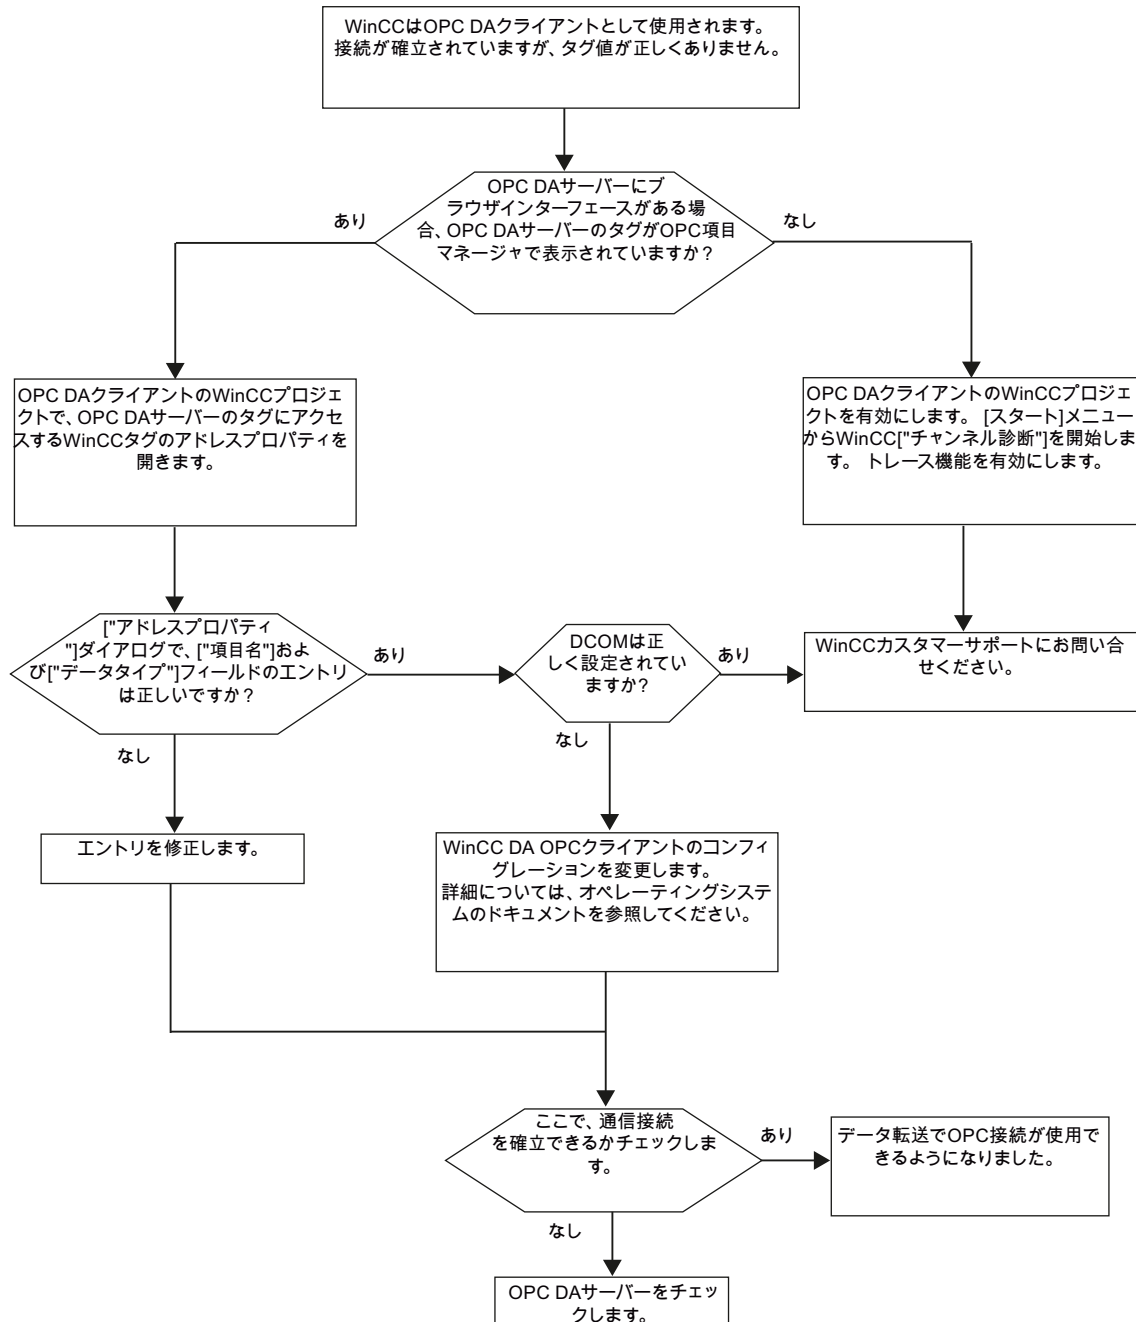 WinCCはOPC DAクライアントとして使用されます。
接続が確立されていますが、タグ値が正しくありません。
OPC DAサーバーにブ
ラウザインターフェースがある場
合、OPC DAサーバーのタグがOPC項目
マネージャで表示されていますか?
あり
なし
OPC DAクライアントのWinCCプロジェ
クトで、OPC DAサーバーのタグにアクセ
スするWinCCタグのアドレスプロパティを
開きます。
OPC DAクライアントのWinCCプロジェ
クトを有効にします。 [スタート]メニュー
からWinCC["チャンネル診断"]を開始しま
す。 トレース機能を有効にします。
["アドレスプロパティ
"]ダイアログで、["項目名"]およ
び["データタイプ"]フィールドのエントリ
は正しいですか?
あり
なし
DCOMは正
しく設定されてい
ますか?
あり
なし
WinCCカスタマーサポートにお問い合
せください。
エントリを修正します。
WinCC DA OPCクライアントのコンフィ
グレーションを変更します。
詳細については、オペレーティングシステ
ムのドキュメントを参照してください。
ここで、通信接続
を確立できるかチェックしま
す。
あり
なし
データ転送でOPC接続が使用で
きるようになりました。
OPC DAサーバーをチェッ
クします。